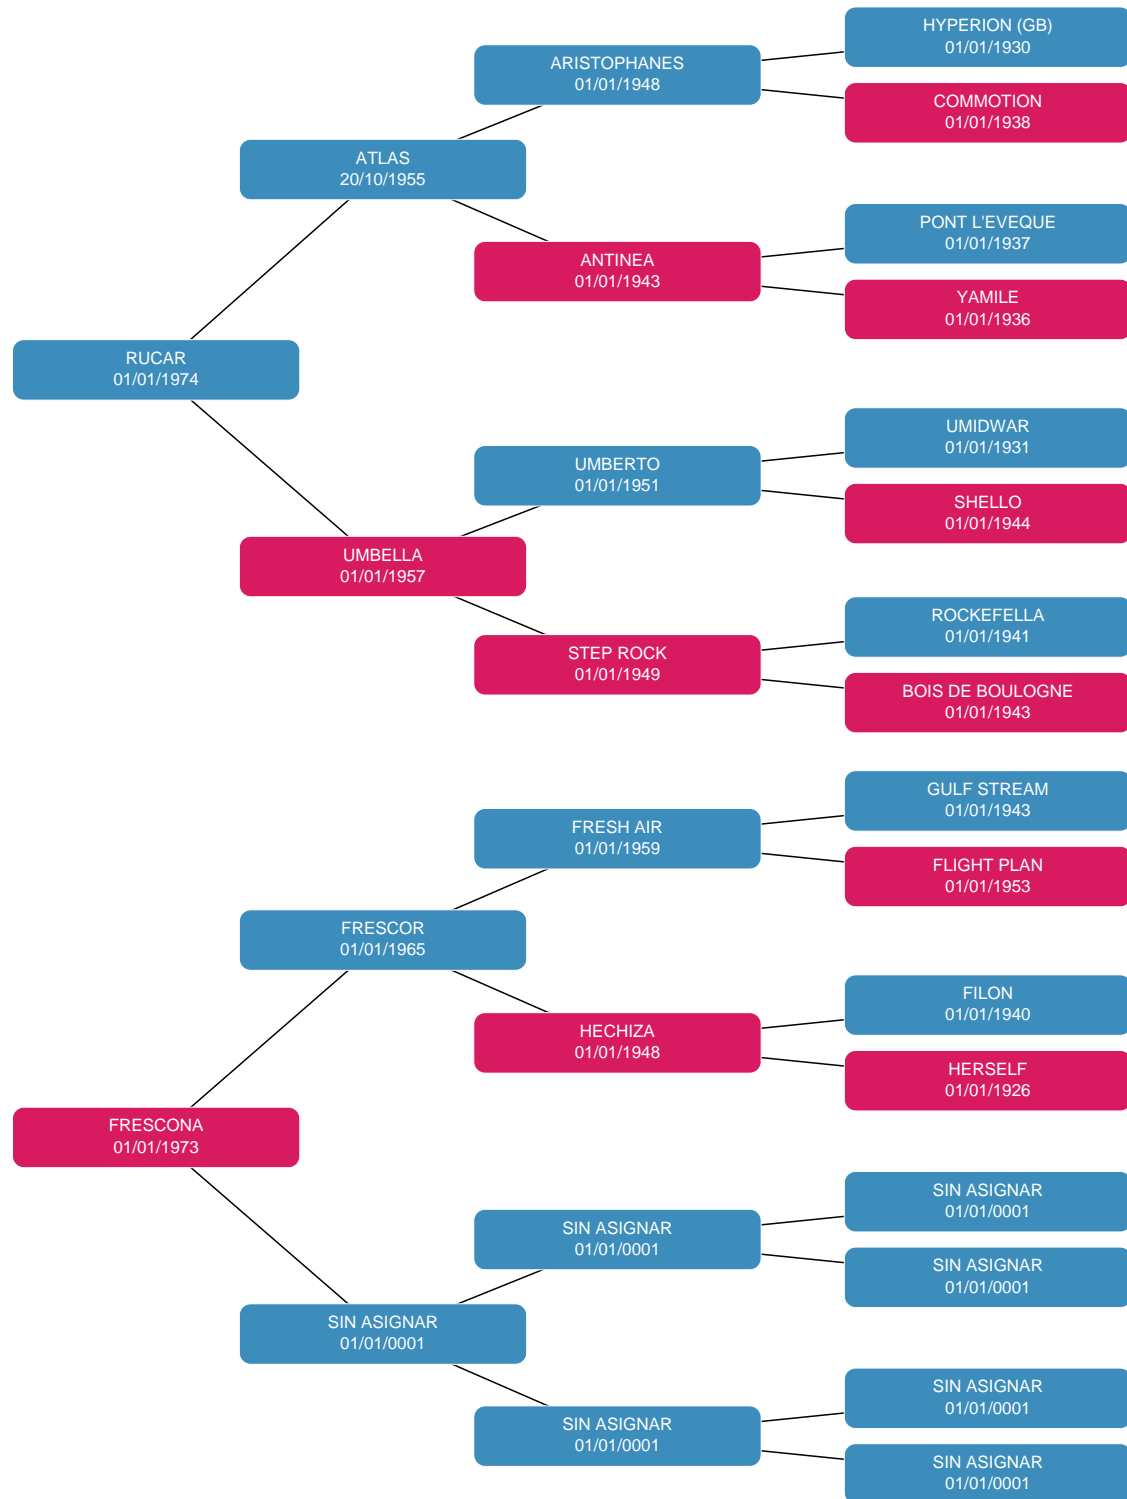 HYPERION (GB)
01/01/1930
ARISTOPHANES
01/01/1948
COMMOTION
01/01/1938
ATLAS
20/10/1955
PONT L'EVEQUE
01/01/1937
ANTINEA
01/01/1943
YAMILE
01/01/1936
RUCAR
01/01/1974
UMIDWAR
01/01/1931
UMBERTO
01/01/1951
SHELLO
01/01/1944
UMBELLA
01/01/1957
ROCKEFELLA
01/01/1941
STEP ROCK
01/01/1949
BOIS DE BOULOGNE
01/01/1943
GULF STREAM
01/01/1943
FRESH AIR
01/01/1959
FLIGHT PLAN
01/01/1953
FRESCOR
01/01/1965
FILON
01/01/1940
HECHIZA
01/01/1948
HERSELF
01/01/1926
FRESCONA
01/01/1973
SIN ASIGNAR
01/01/0001
SIN ASIGNAR
01/01/0001
SIN ASIGNAR
01/01/0001
SIN ASIGNAR
01/01/0001
SIN ASIGNAR
01/01/0001
SIN ASIGNAR
01/01/0001
SIN ASIGNAR
01/01/0001